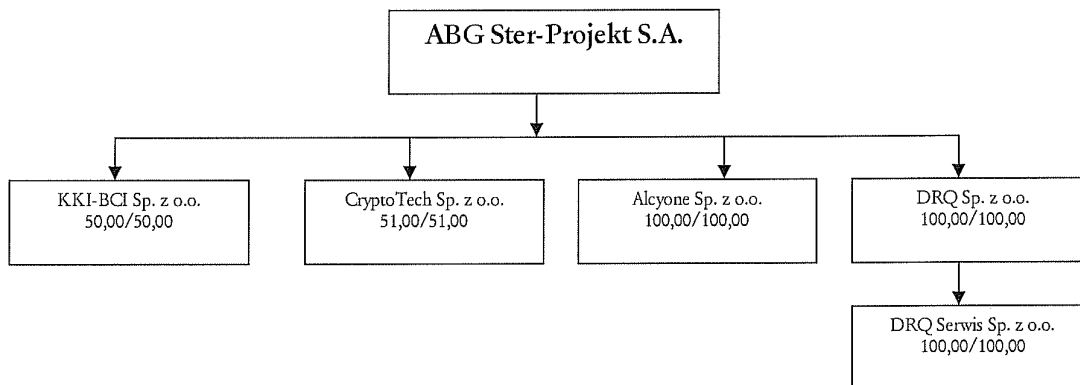 ABG Ster-Projekt S.A.
KKI-BCI Sp. z o.o.
50,00/50,00
CryptoTech Sp. z o.o.
51,00/51,00
Alcyone Sp. z o.o.
100,00/100,00
DRQ Sp. z o.o.
100,00/100,00
DRQ Serwis Sp. z o.o.
100,00/100,00